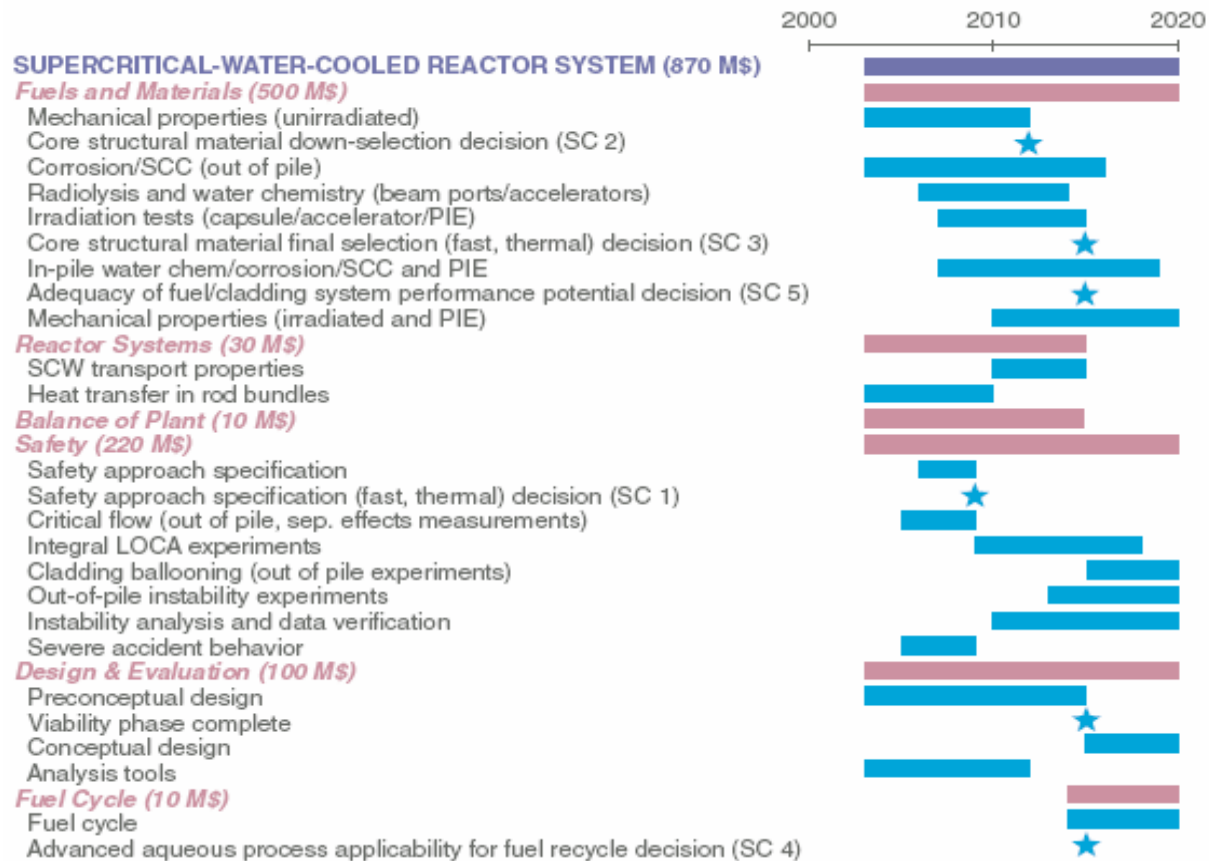 2000 2010 2020
SUPERCRITICAL-WATER-COOLED REACTOR SYSTEM (870 M$)
Fuels and Materials (500 M$)
Mechanical properties (unirradiated)
Core structural material down-selection decision (SC 2)
Corrosion/SCC (out of pile)
Radiolysis and water chemistry (beam ports/accelerators)
Irradiation tests (capsule/accelerator/PIE)
Core structural material final selection (fast, thermal) decision (SC 3)
In-pile water chem/corrosion/SCC and PIE
Adequacy of fuel/cladding system performance potential decision (SC 5)
Mechanical properties (irradiated and PIE)
Reactor Systems (30 M$)
SCW transport properties
Heat transfer in rod bundles
Balance of Plant (10 M$)
Safety (220 M$)
Safety approach specification
Safety approach specification (fast, thermal) decision (SC 1)
Critical flow (out of pile, sep. effects measurements)
Integral LOCA experiments
Cladding ballooning (out of pile experiments)
Out-of-pile instability experiments
Instability analysis and data verification
Severe accident behavior
Design & Evaluation (100 M$)
Preconceptual design
Viability phase complete
Conceptual design
Analysis tools
Fuel Cycle (10 M$)
Fuel cycle
Advanced aqueous process applicability for fuel recycle decision (SC 4)